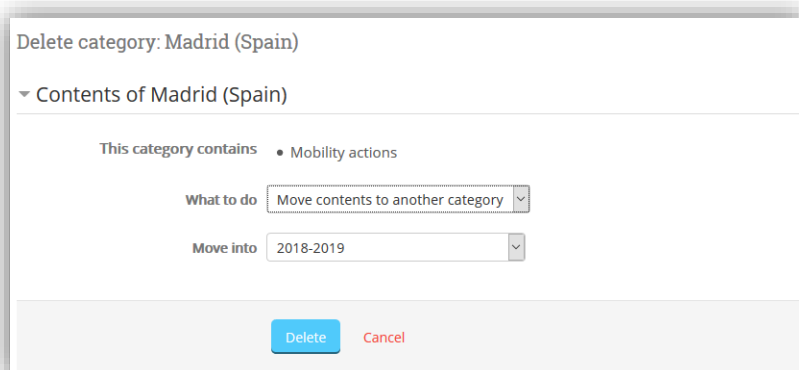 Delete category: Madrid (Spain)
Contents of Madrid (Spain)
This category contains • Mobility actions
What to do Move contents to another category
Move into 2018-2019
Delete Cancel